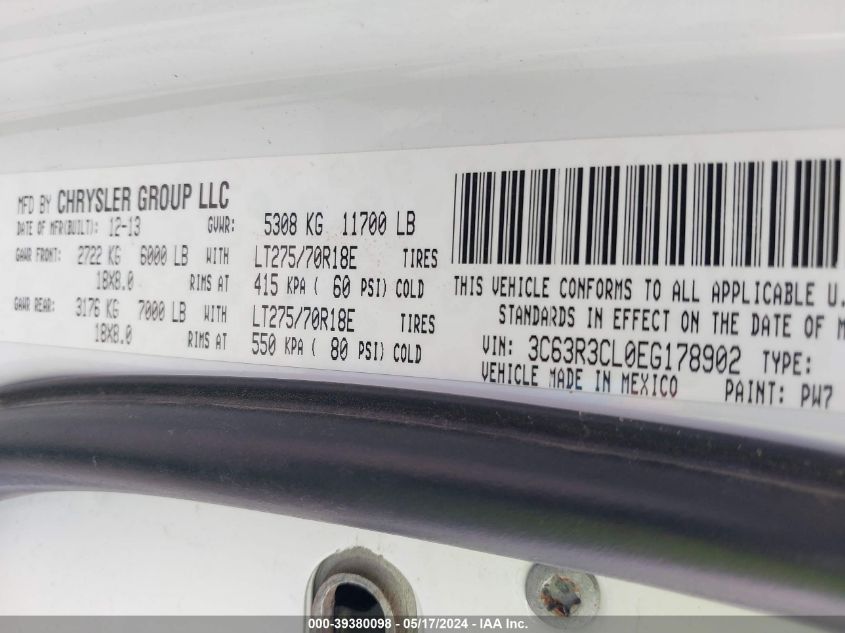 MFD BY CHRYSLER GROUP LLC
DATE OF MFR(BUILT): 12-13 GVWR: 5308 KG 11700 LB
GAWR FRONT: 2722 KG 6000 LB WITH LT275/70R18E TIRES
18X8.0 RIMS AT 415 KPA ( 60 PSI) COLD
GAWR REAR: 3176 KG 7000 LB WITH LT275/70R18E TIRES
18X8.0 RIMS AT 550 KPA ( 80 PSI) COLD
THIS VEHICLE CONFORMS TO ALL APPLICABLE U.
STANDARDS IN EFFECT ON THE DATE OF M
VIN: 3C63R3CL0EG178902 TYPE:
VEHICLE MADE IN MEXICO PAINT: PW7
000-39380098 - 05/17/2024 - IAA Inc.